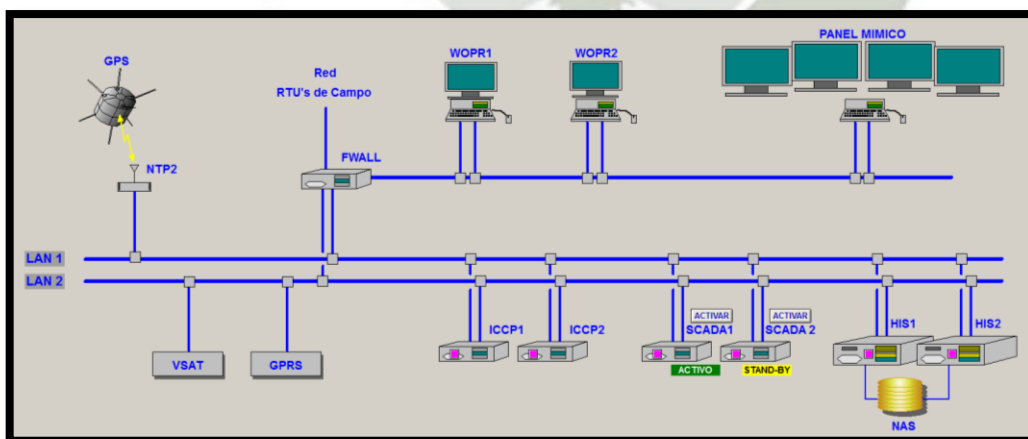 PANEL MIMICO
GPS
WOPR1
WOPR2
Red
RTU's de Campo
FWALL
NTP2
LAN 1
LAN 2
ACTIVAR
ACTIVAR
ICCP1
ICCP2
SCADA1
SCADA 2
HIS1
HIS2
VSAT
GPRS
ACTIVO
STAND-BY
NAS